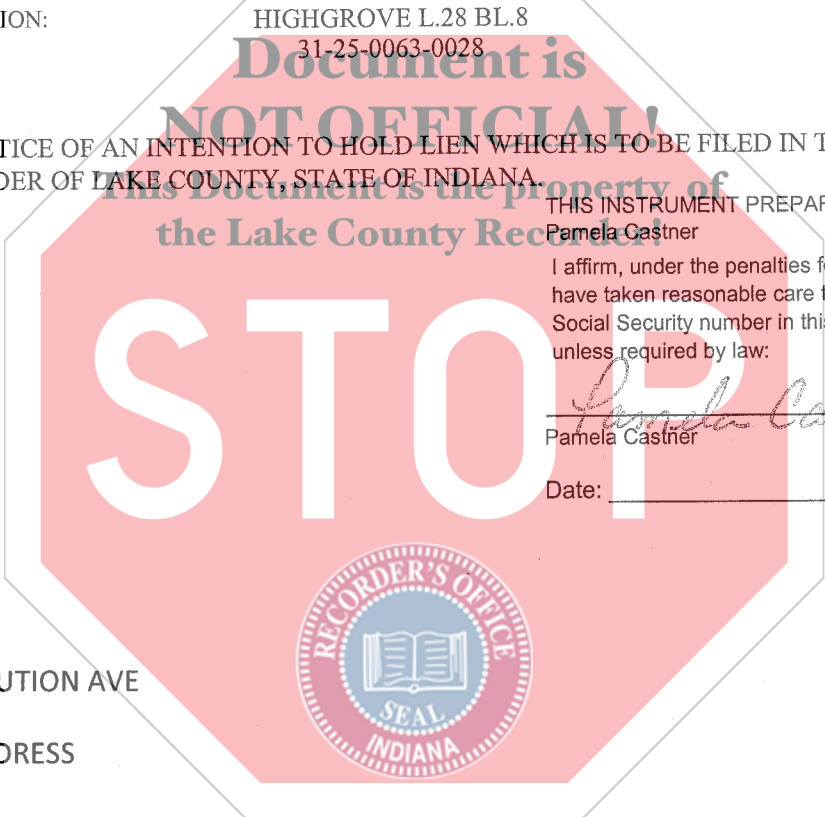 ION: HIGHGROVE L.28 BL.8
31-25-0063-0028
Document is
NOT OFFICIAL!
TICE OF AN INTENTION TO HOLD LIEN WHICH IS TO BE FILED IN T
DER OF LAKE COUNTY, STATE OF INDIANA.
This Document is the property of
the Lake County Recorder!
THIS INSTRUMENT PREPAR
Pamela Castner
I affirm, under the penalties f
have taken reasonable care t
Social Security number in this
unless required by law:
STOP
Pamela Ca
Pamela Castner
Date:
RECORDER'S OFFICE
SEAL
INDIANA
UTION AVE
DRESS